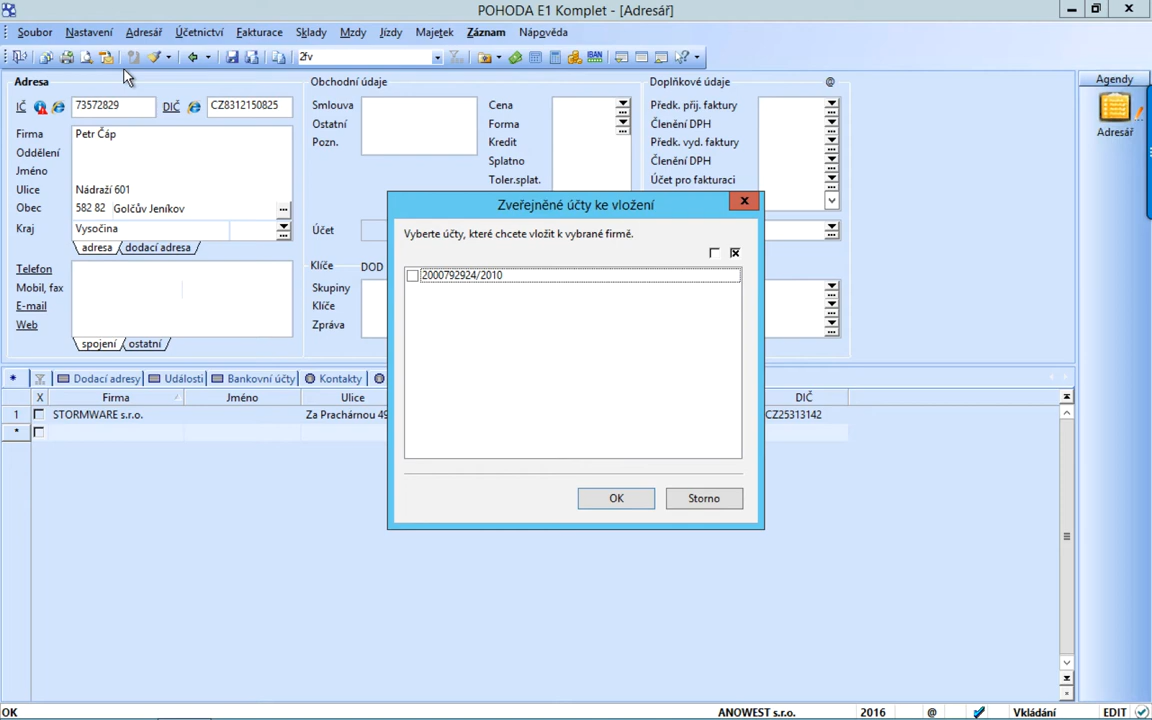 POHODA E1 Komplet - [Adresář]
Soubor Nastavení Adresář Účetnictví Fakturace Sklady Mzdy Jízdy Majetek Záznam Nápověda
2fv IBAN
Adresa
IČ 73572829 DIČ CZ8312150825
Firma Petr Čáp
Oddělení
Jméno
Ulice Nádraží 601
Obec 582 82 Golčův Jeníkov
Kraj Vysočina
adresa dodací adresa
Telefon
Mobil, fax
E-mail
Web
spojení ostatní
Obchodní údaje
Smlouva
Ostatní
Pozn.
Cena
Forma
Kredit
Splatno
Toler.splat.
Účet
Klíče DOD
Skupiny
Klíče
Zpráva
Doplňkové údaje @
Předk. přij. faktury
Členění DPH
Předk. vyd. faktury
Členění DPH
Účet pro fakturaci
Agendy
Adresář
Zveřejněné účty ke vložení
Vyberte účty, které chcete vložit k vybrané firmě.
2000792924/2010
OK Storno
* Dodací adresy Události Bankovní účty Kontakty
X Firma Jméno Ulice DIČ
1 STORMWARE s.r.o. Za Prachárnou 49 CZ25313142
*
OK ANOWEST s.r.o. 2016 @ Vkládání EDIT